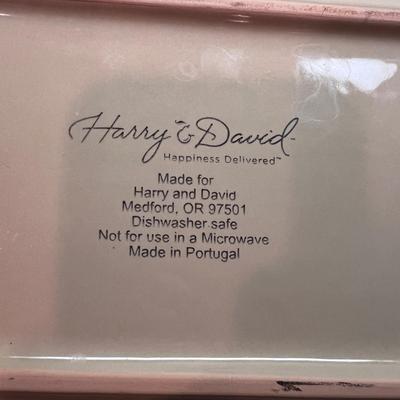 Harry & David
Happiness Delivered™
Made for
Harry and David
Medford, OR 97501
Dishwasher safe
Not for use in a Microwave
Made in Portugal